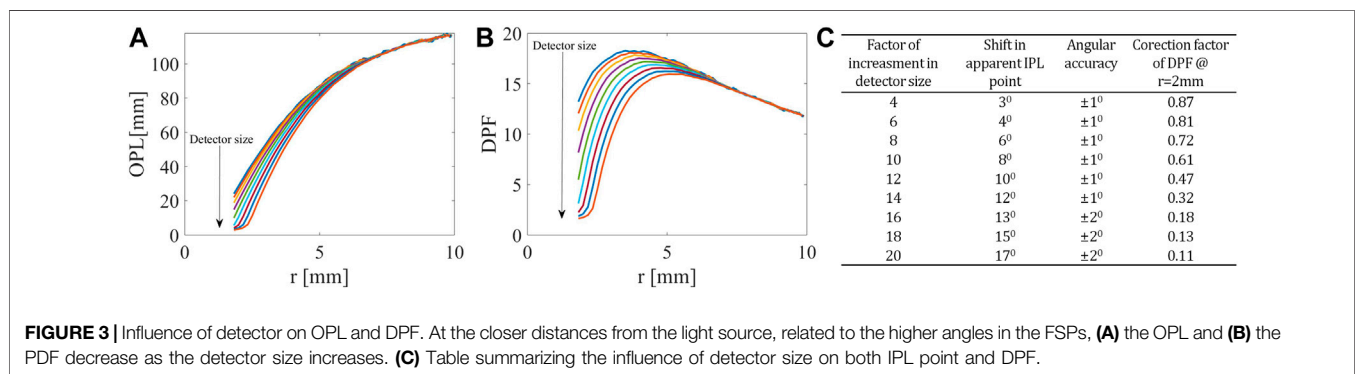 A
OPL[mm]
100
80
60
40
20
0
Detector size
0
5
10
r [mm]
B
DPF
20
15
10
5
0
Detector size
0
5
10
r [mm]
C
Factor of increasment in detector size | Shift in apparent IPL point | Angular accuracy | Corection factor of DPF @ r=2mm
4 3⁰ ±1⁰ 0.87
6 4⁰ ±1⁰ 0.81
8 6⁰ ±1⁰ 0.72
10 8⁰ ±1⁰ 0.61
12 10⁰ ±1⁰ 0.47
14 12⁰ ±1⁰ 0.32
16 13⁰ ±2⁰ 0.18
18 15⁰ ±2⁰ 0.13
20 17⁰ ±2⁰ 0.11
FIGURE 3 | Influence of detector on OPL and DPF. At the closer distances from the light source, related to the higher angles in the FSPs, (A) the OPL and (B) the
PDF decrease as the detector size increases. (C) Table summarizing the influence of detector size on both IPL point and DPF.